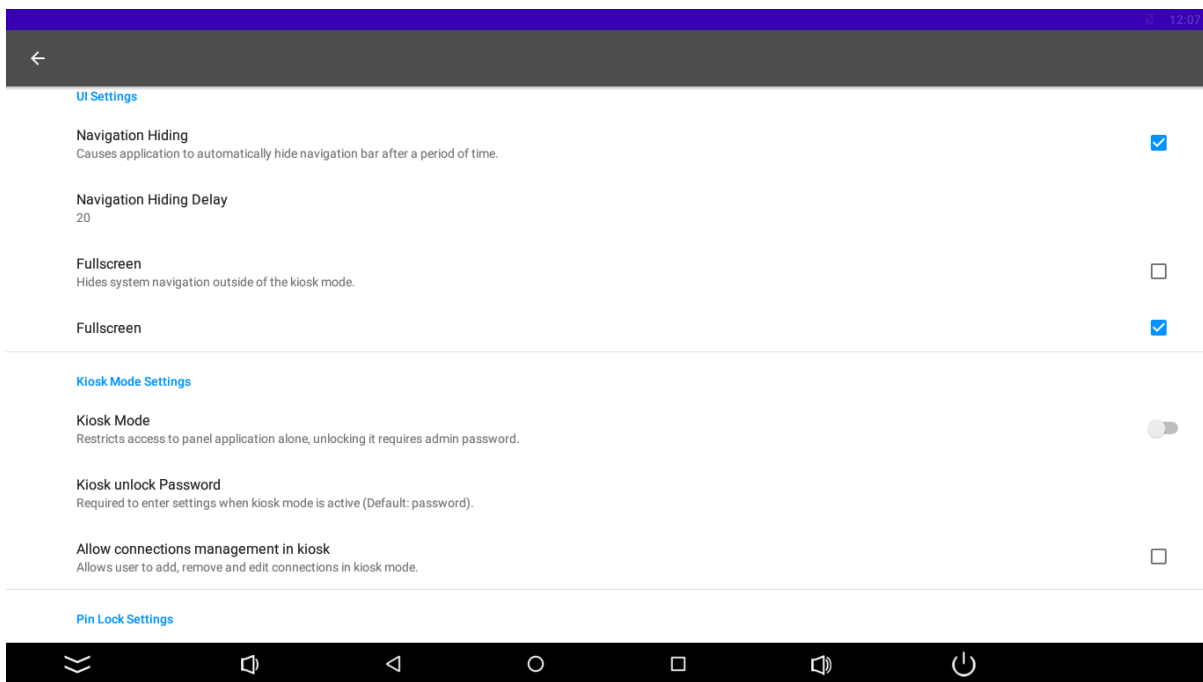 12:07
UI Settings
Navigation Hiding
Causes application to automatically hide navigation bar after a period of time.
Navigation Hiding Delay
20
Fullscreen
Hides system navigation outside of the kiosk mode.
Fullscreen
Kiosk Mode Settings
Kiosk Mode
Restricts access to panel application alone, unlocking it requires admin password.
Kiosk unlock Password
Required to enter settings when kiosk mode is active (Default: password).
Allow connections management in kiosk
Allows user to add, remove and edit connections in kiosk mode.
Pin Lock Settings